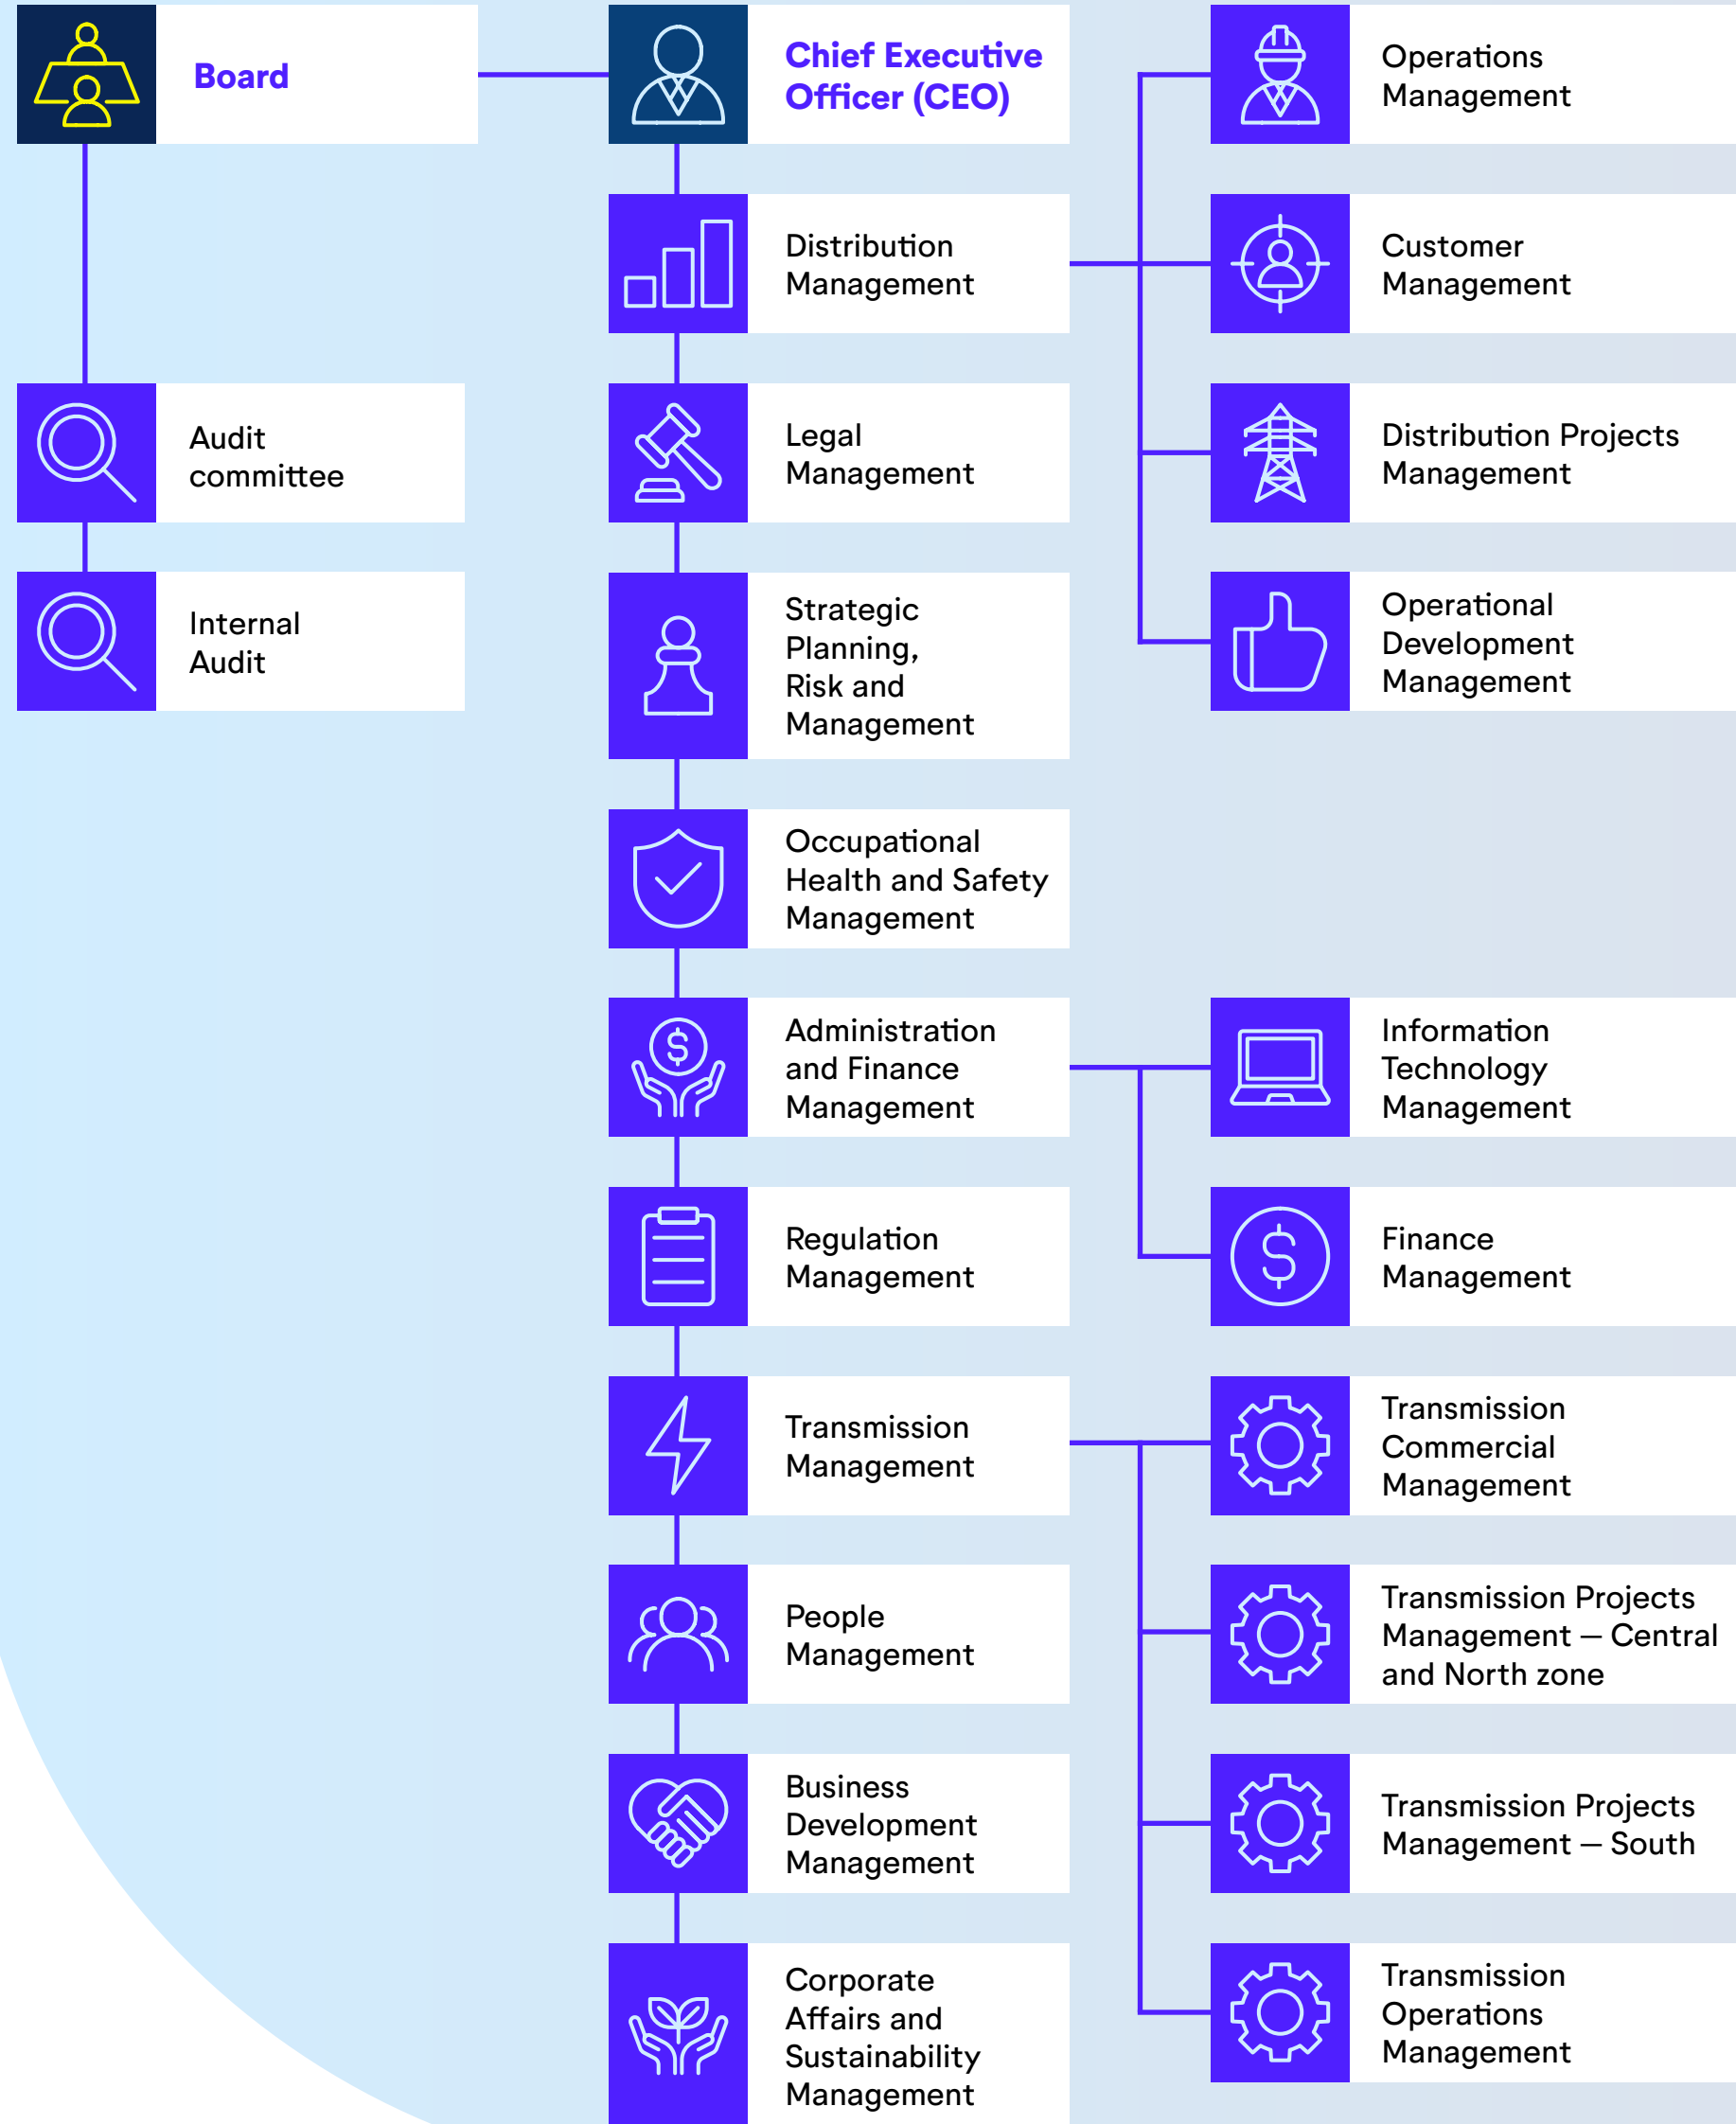 Board
Audit
committee
Internal
Audit
Chief Executive
Officer (CEO)
Distribution
Management
Legal
Management
Strategic
Planning,
Risk and
Management
Occupational
Health and Safety
Management
Administration
and Finance
Management
Regulation
Management
Transmission
Management
People
Management
Business
Development
Management
Corporate
Affairs and
Sustainability
Management
Operations
Management
Customer
Management
Distribution Projects
Management
Operational
Development
Management
Information
Technology
Management
Finance
Management
Transmission
Commercial
Management
Transmission Projects
Management – Central
and North zone
Transmission Projects
Management – South
Transmission
Operations
Management